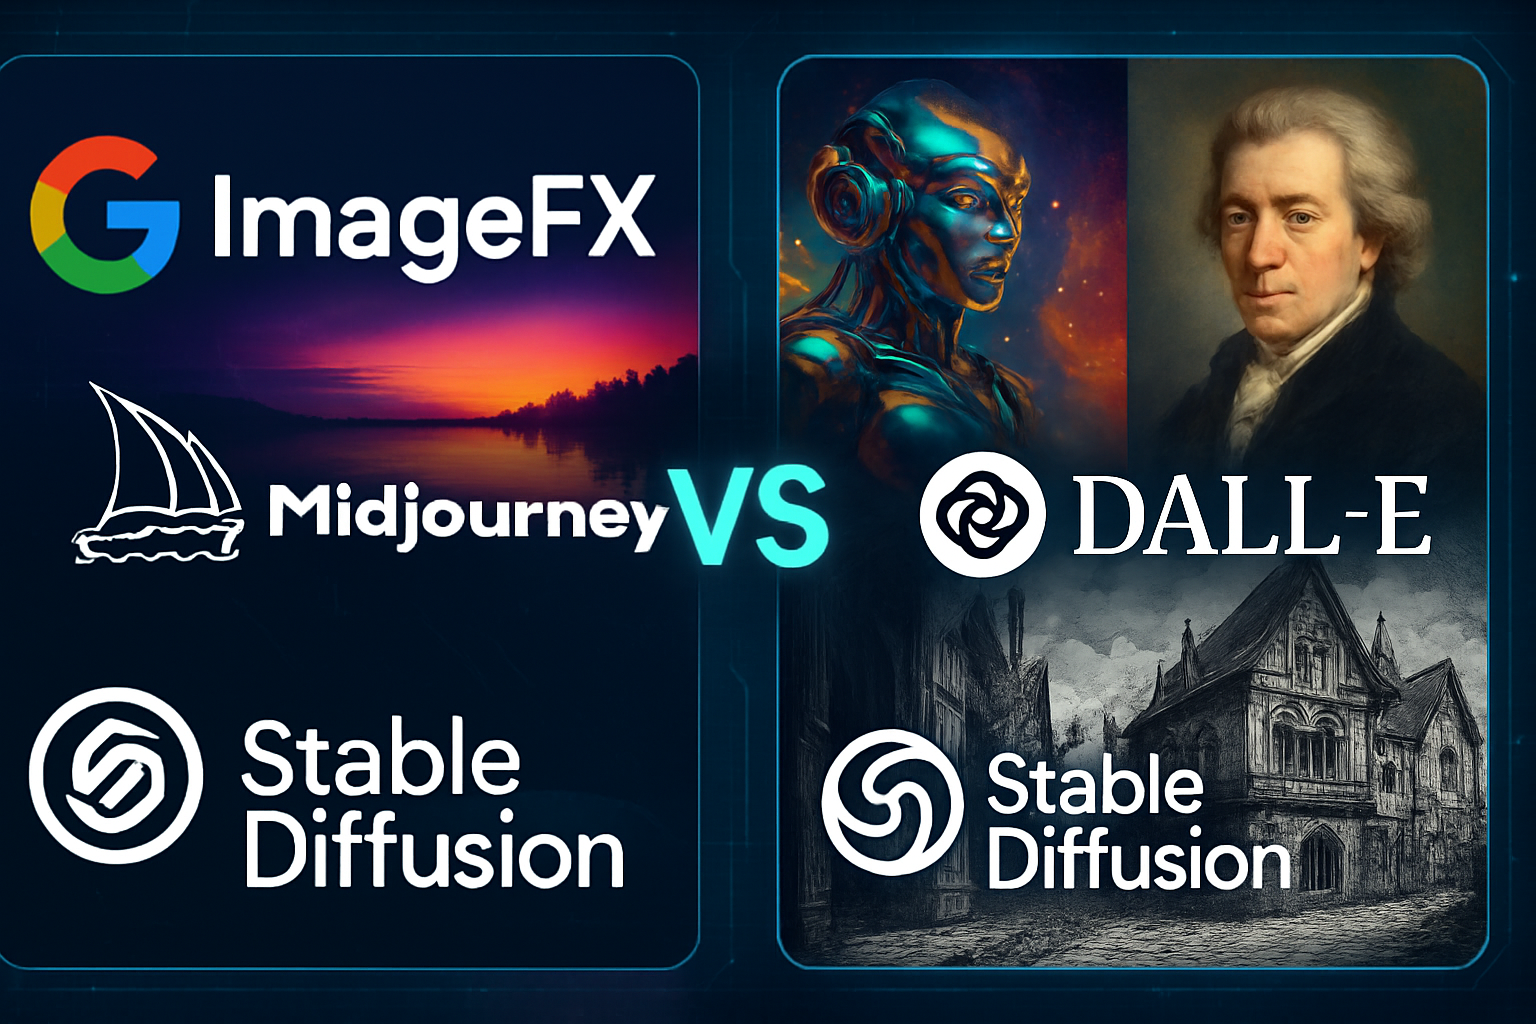 ImageFX
Midjourney
VS
DALL-E
Stable
Diffusion
Stable
Diffusion